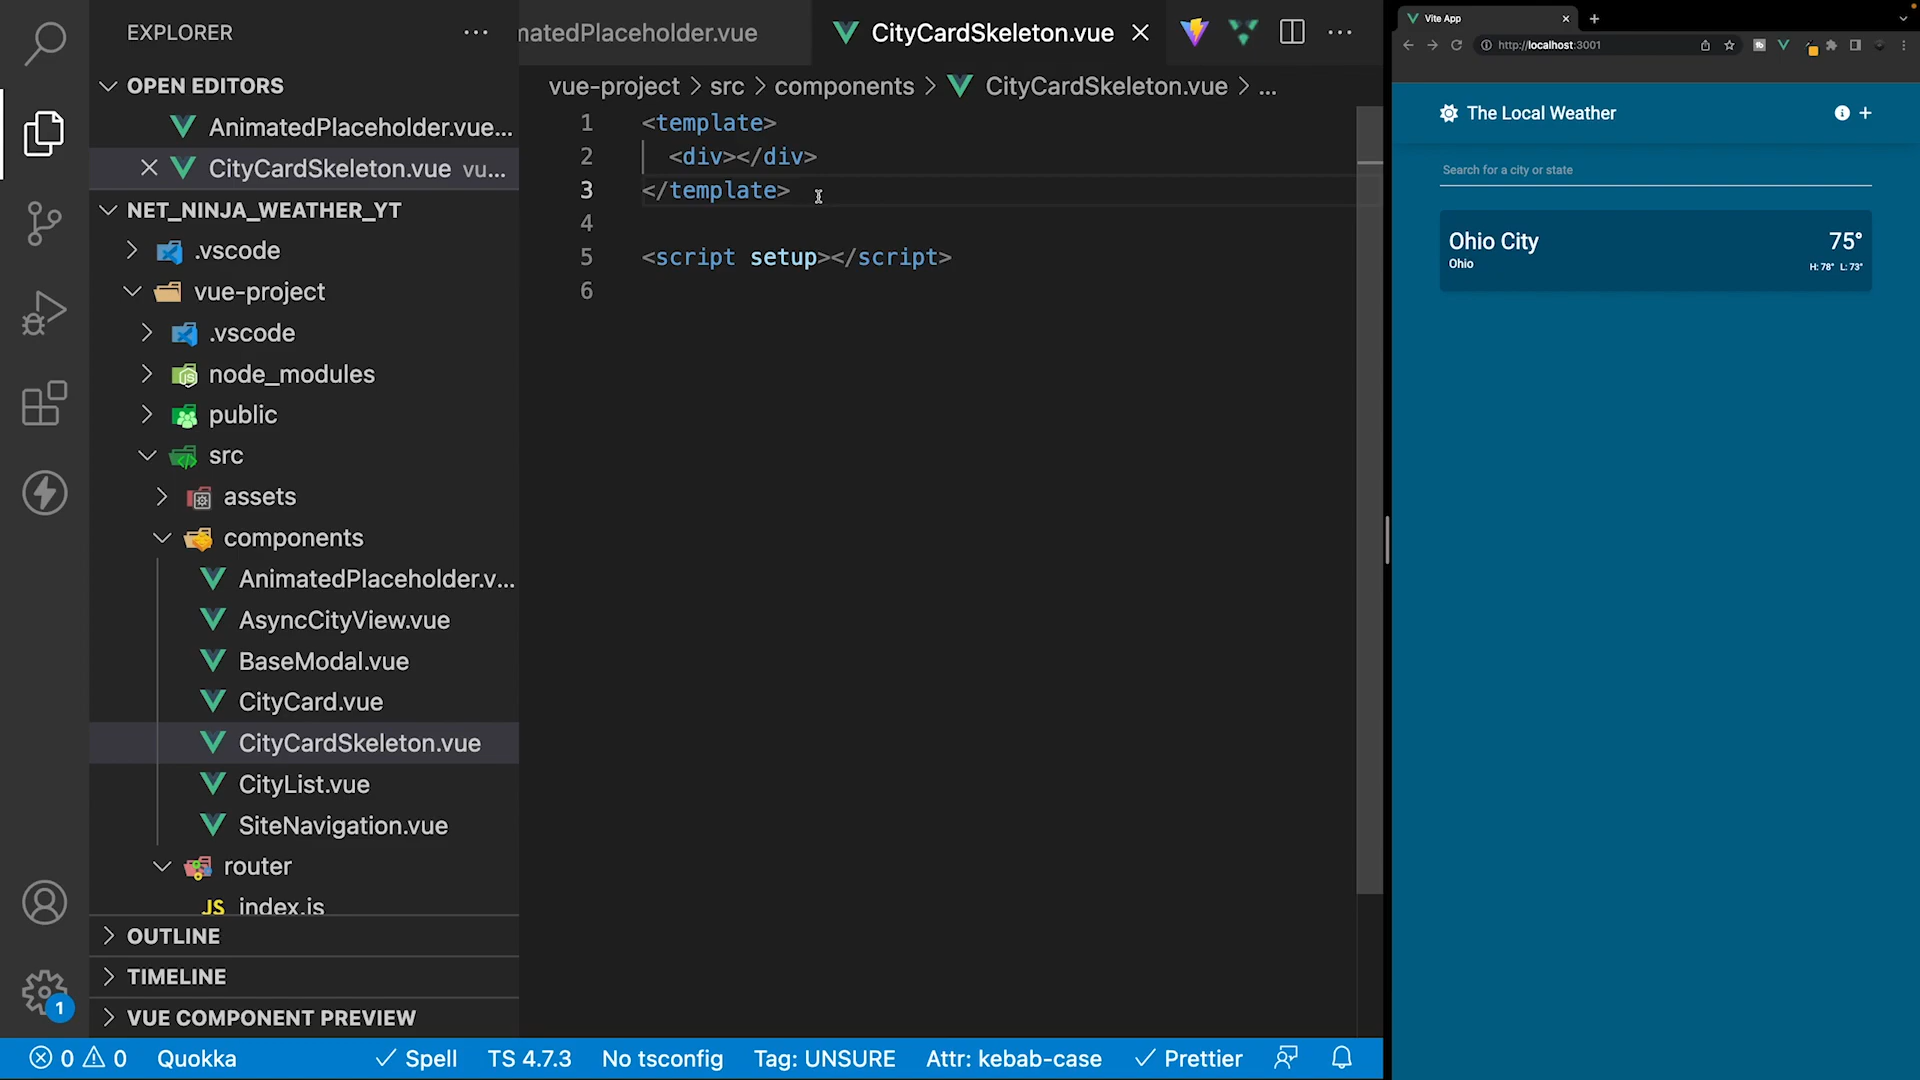 EXPLORER
OPEN EDITORS
AnimatedPlaceholder.vue...
CityCardSkeleton.vue vu...
NET_NINJA_WEATHER_YT
.vscode
vue-project
.vscode
node_modules
public
src
assets
components
AnimatedPlaceholder.v...
AsyncCityView.vue
BaseModal.vue
CityCard.vue
CityCardSkeleton.vue
CityList.vue
SiteNavigation.vue
router
JS index.js
OUTLINE
TIMELINE
VUE COMPONENT PREVIEW
1
matedPlaceholder.vue
CityCardSkeleton.vue
vue-project > src > components > CityCardSkeleton.vue > ...
1 <template>
2 <div></div>
3 </template>
4
5 <script setup></script>
6
0 0 Quokka Spell TS 4.7.3 No tsconfig Tag: UNSURE Attr: kebab-case Prettier
Vite App
http://localhost:3001
The Local Weather
Search for a city or state
Ohio City 75°
Ohio H: 78° L: 73°